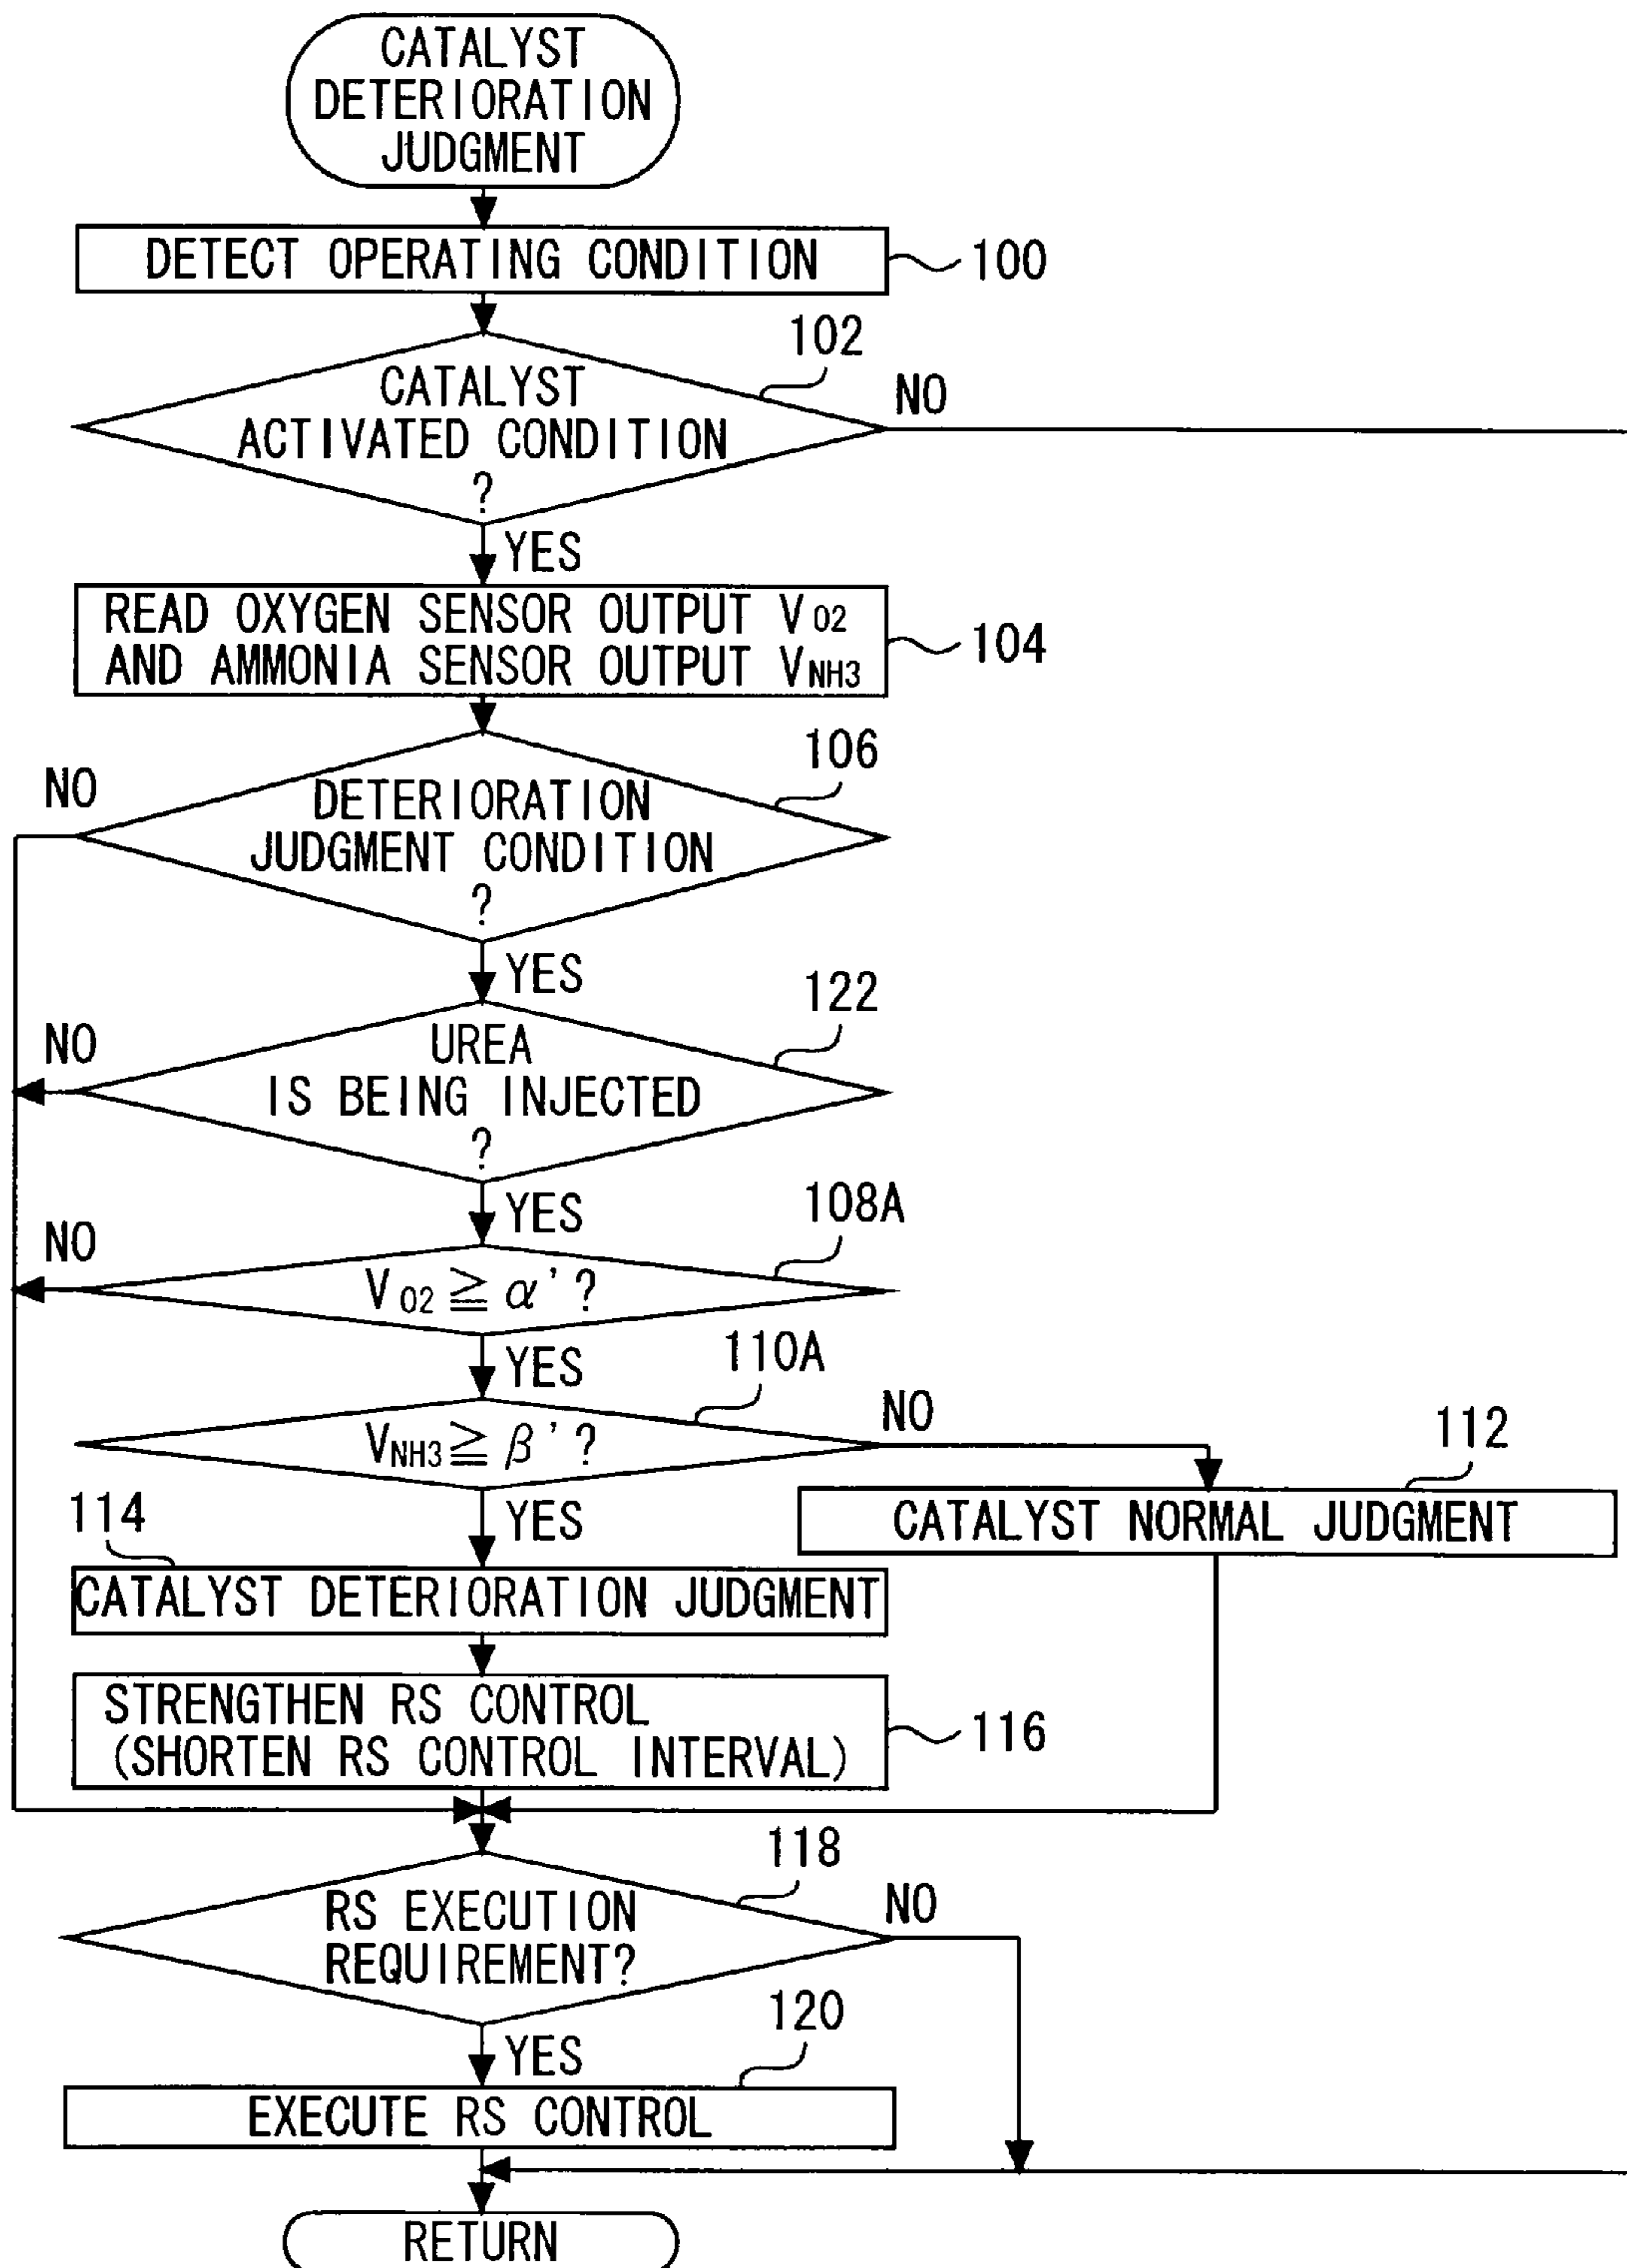 CATALYST
DETERIORATION
JUDGMENT
DETECT OPERATING CONDITION
100
102
CATALYST
ACTIVATED CONDITION
?
NO
YES
READ OXYGEN SENSOR OUTPUT VO2
AND AMMONIA SENSOR OUTPUT VNH3
104
106
NO
DETERIORATION
JUDGMENT CONDITION
?
YES
122
NO
UREA
IS BEING INJECTED
?
YES
108A
NO
VO2 ≧ α'?
YES
110A
VNH3 ≧ β'?
NO
YES
112
CATALYST NORMAL JUDGMENT
114
CATALYST DETERIORATION JUDGMENT
STRENGTHEN RS CONTROL
(SHORTEN RS CONTROL INTERVAL)
116
118
RS EXECUTION
REQUIREMENT?
NO
YES
120
EXECUTE RS CONTROL
RETURN